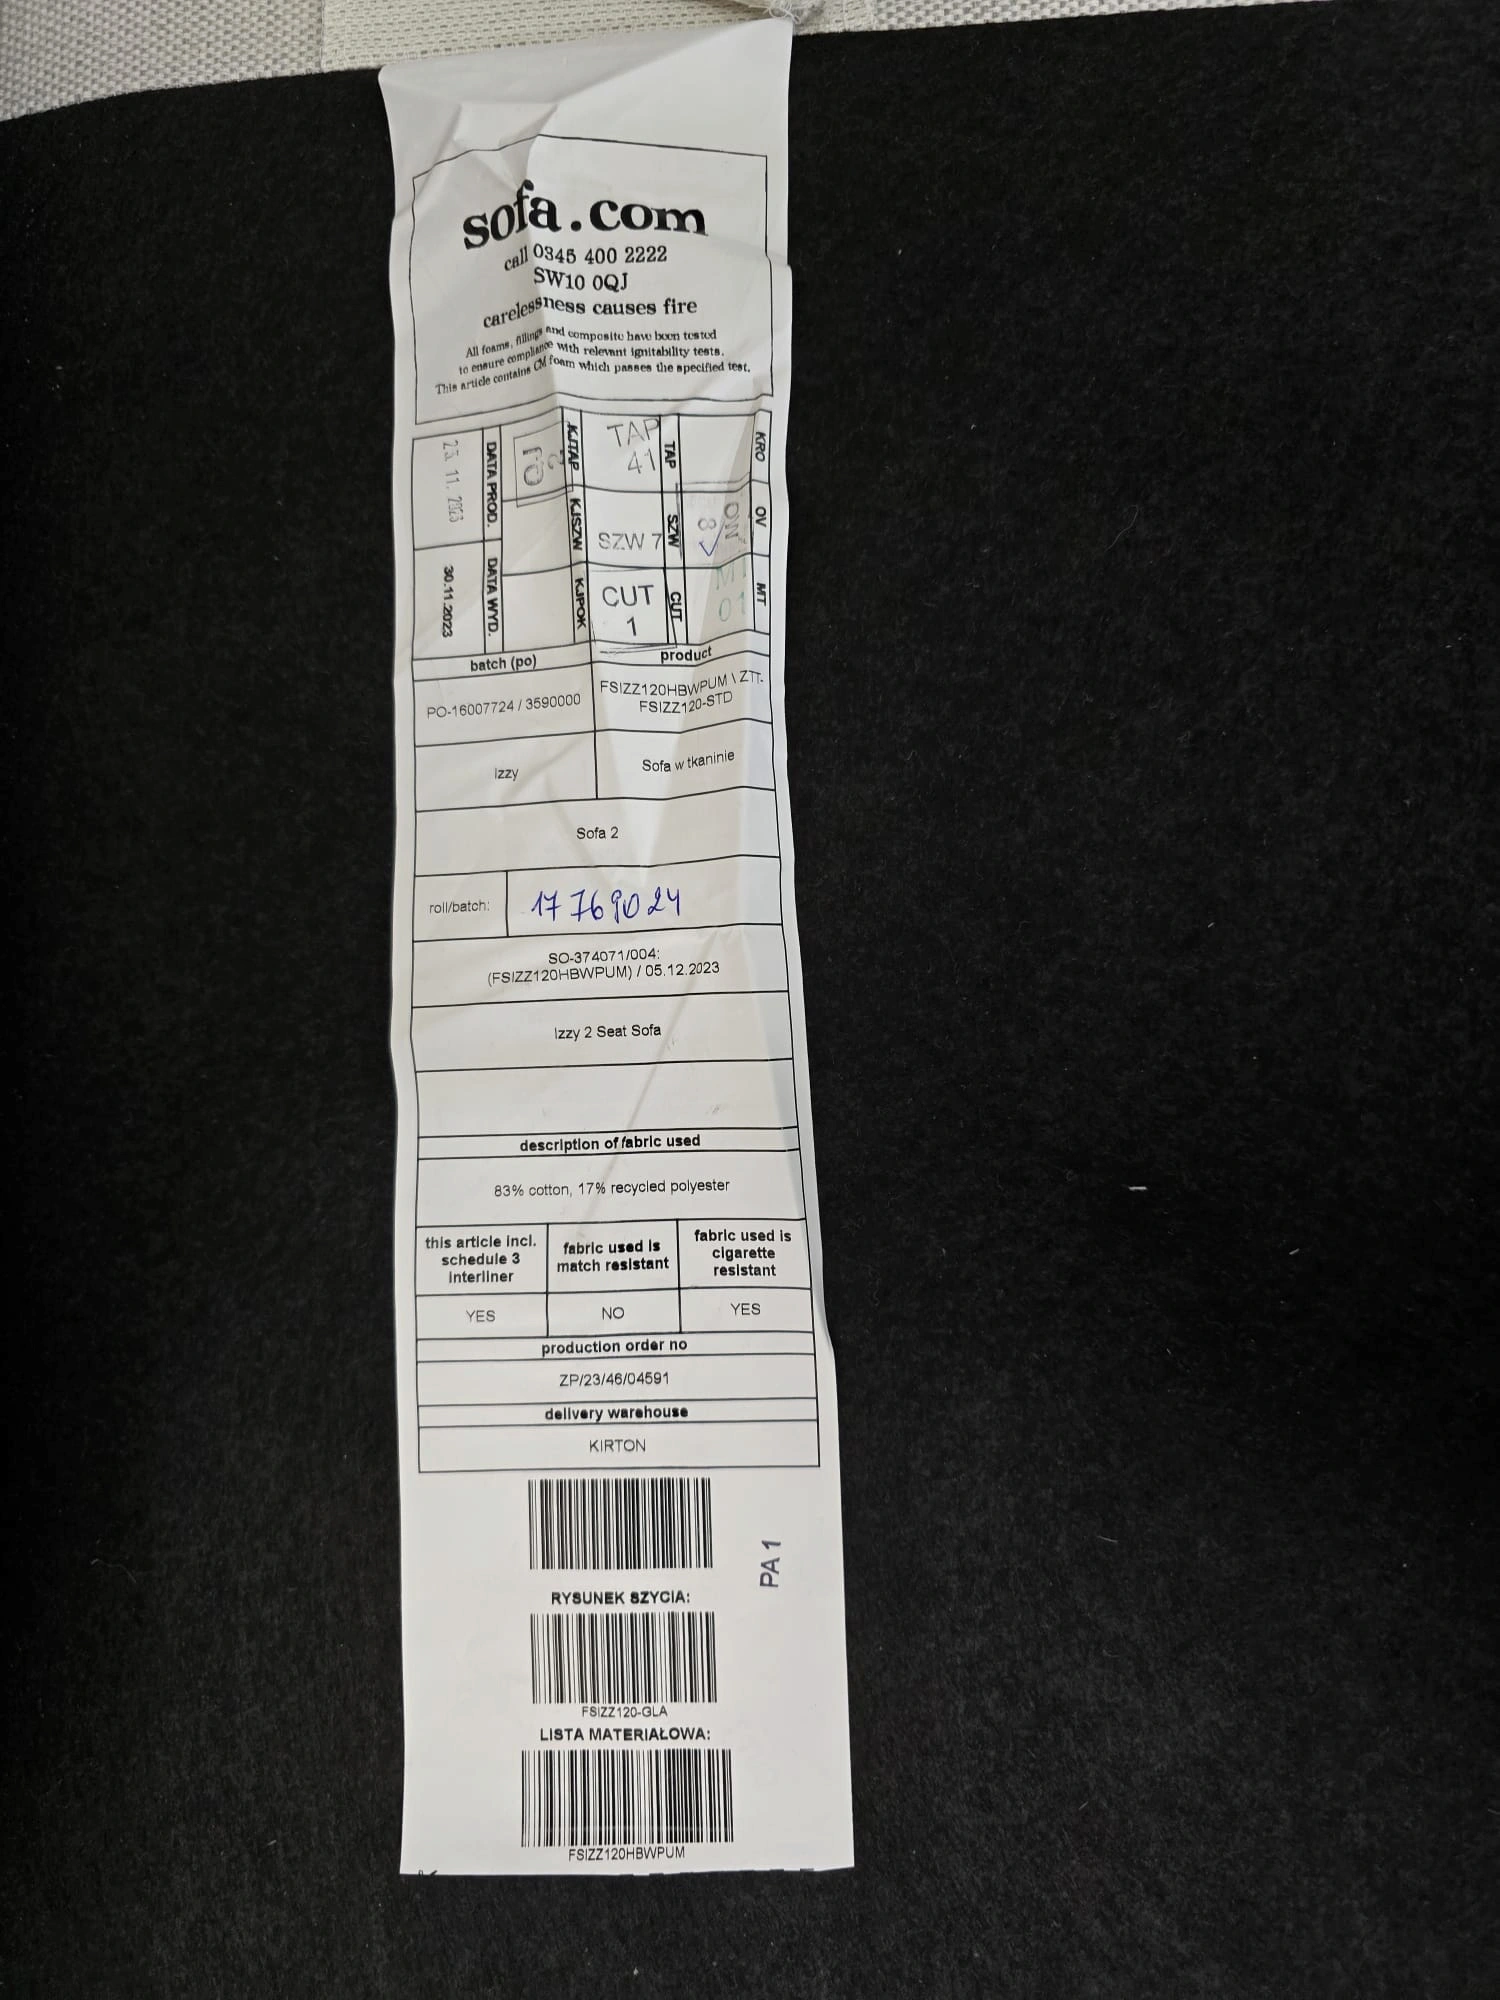 sofa.com
call 0345 400 2222
SW10 0QJ
carelessness causes fire
All foams, fillings and composite have been tested
to ensure compliance with relevant ignitability tests.
This article contains CM foam which passes the specified test.
KRO OV MT
OW
8
01
TAP SZW CUT
TAP 41
SZW 7
CUT 1
KJTAP KJSZW KJPOK
DATA PROD. DATA WYD.
11. 2023
30.11.2023
batch (po) product
PO-16007724 / 3590000
FSIZZ120HBWPUM \ ZTT-
FSIZZ120-STD
Izzy
Sofa w tkaninie
Sofa 2
roll/batch:
17769024
SO-374071/004:
(FSIZZ120HBWPUM) / 05.12.2023
Izzy 2 Seat Sofa
description of fabric used
83% cotton, 17% recycled polyester
this article incl.
schedule 3
interliner
fabric used is
match resistant
fabric used is
cigarette
resistant
YES
NO
YES
production order no
ZP/23/46/04591
delivery warehouse
KIRTON
PA 1
RYSUNEK SZYCIA:
FSIZZ120-GLA
LISTA MATERIAŁOWA:
FSIZZ120HBWPUM